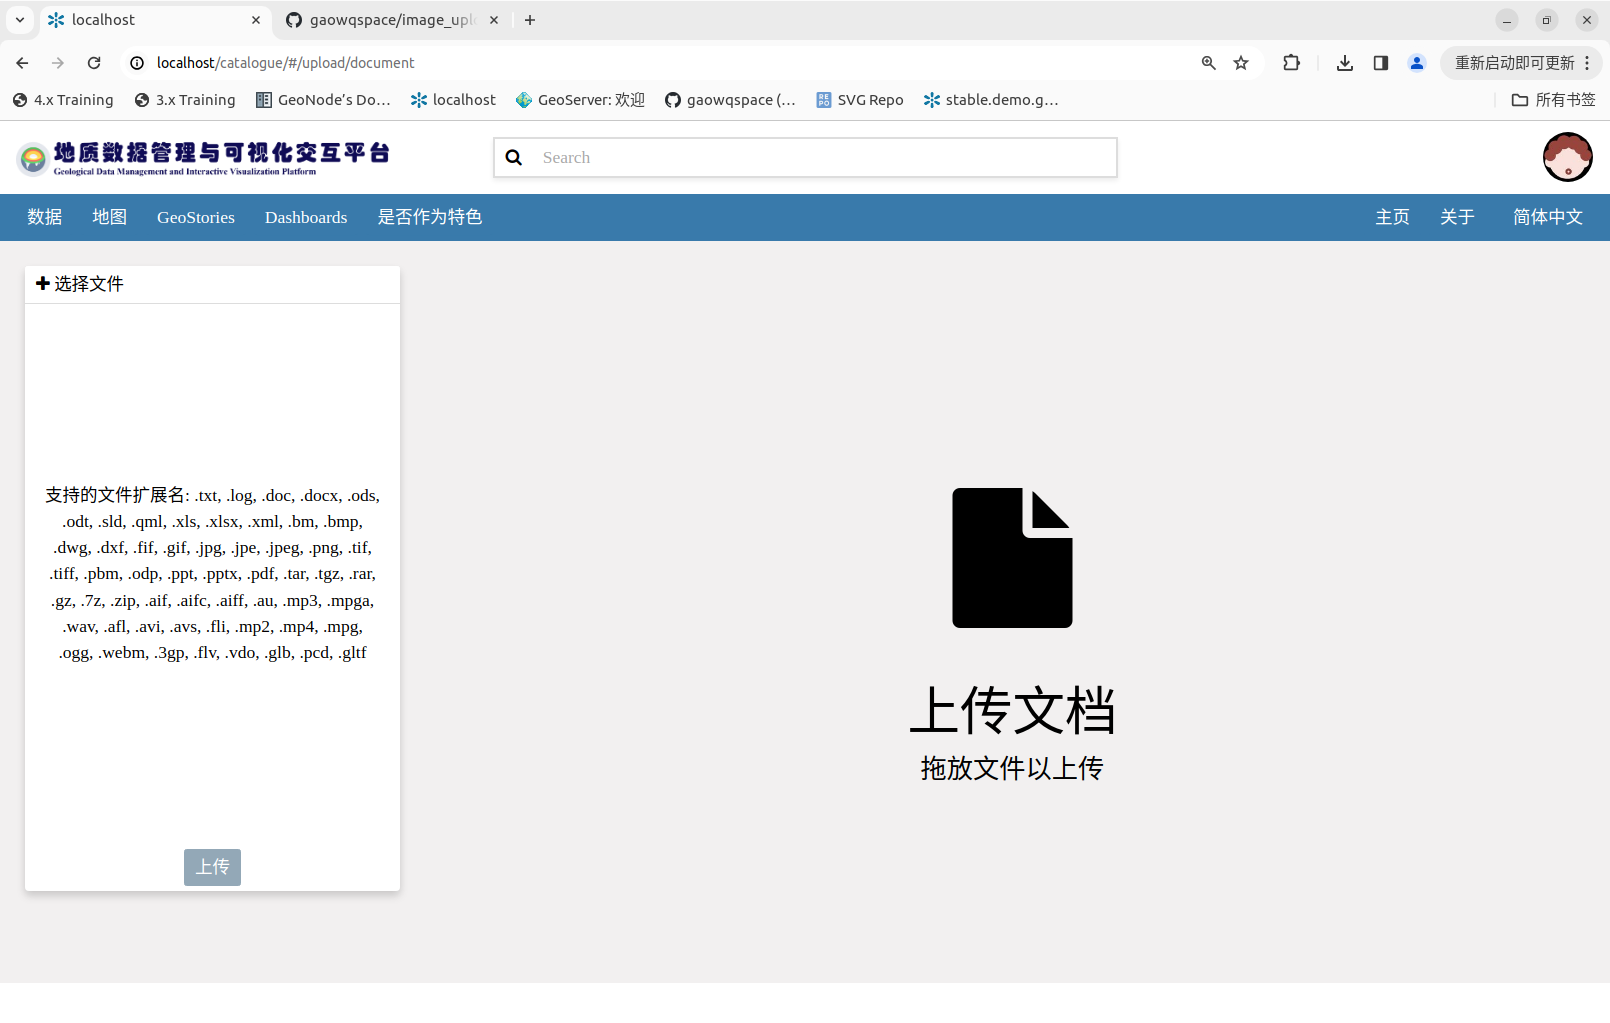 localhost
gaowqspace/image_uplo
localhost/catalogue/#/upload/document
重新启动即可更新
4.x Training
3.x Training
GeoNode’s Do…
localhost
GeoServer: 欢迎
gaowqspace (…
REPO
SVG Repo
stable.demo.g…
所有书签
地质数据管理与可视化交互平台
Geological Data Management and Interactive Visualization Platform
Search
数据
地图
GeoStories
Dashboards
是否作为特色
主页
关于
简体中文
选择文件
支持的文件扩展名: .txt, .log, .doc, .docx, .ods,
.odt, .sld, .qml, .xls, .xlsx, .xml, .bm, .bmp,
.dwg, .dxf, .fif, .gif, .jpg, .jpe, .jpeg, .png, .tif,
.tiff, .pbm, .odp, .ppt, .pptx, .pdf, .tar, .tgz, .rar,
.gz, .7z, .zip, .aif, .aifc, .aiff, .au, .mp3, .mpga,
.wav, .afl, .avi, .avs, .fli, .mp2, .mp4, .mpg,
.ogg, .webm, .3gp, .flv, .vdo, .glb, .pcd, .gltf
上传
上传文档
拖放文件以上传